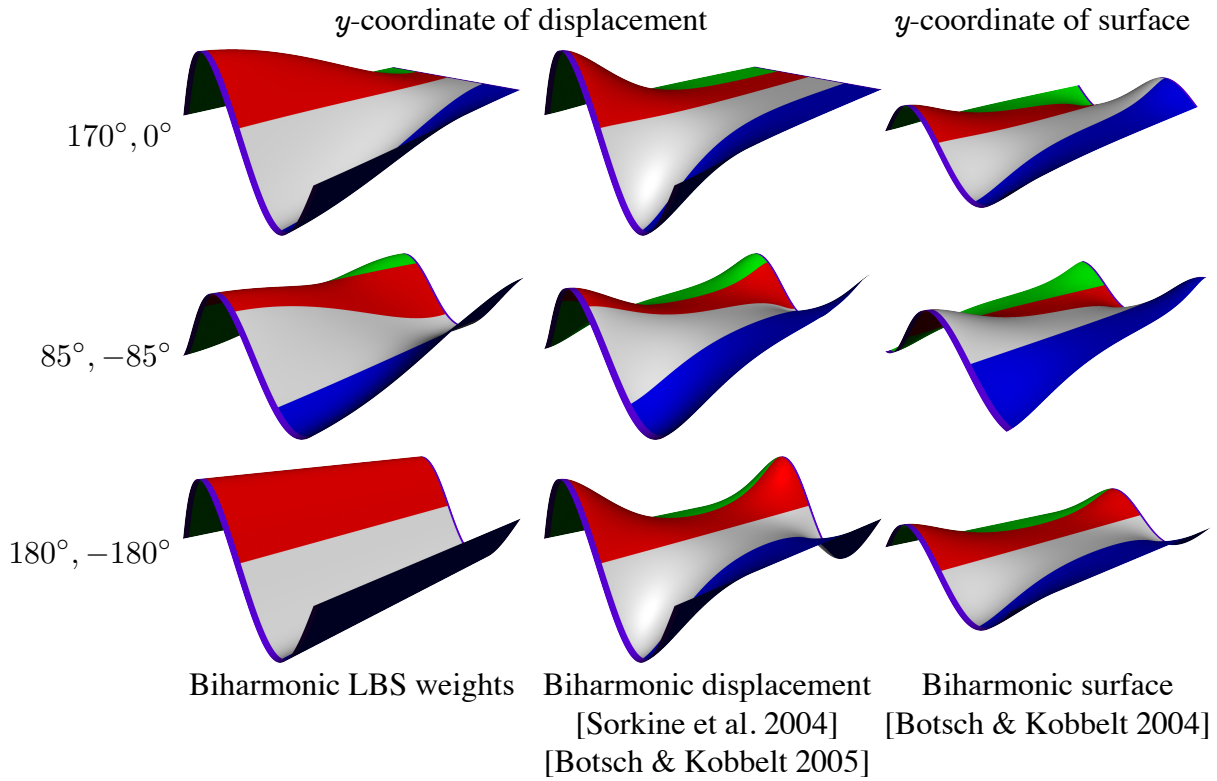 y-coordinate of displacement
y-coordinate of surface
170°, 0°
85°, −85°
180°, −180°
Biharmonic LBS weights
Biharmonic displacement
[Sorkine et al. 2004]
[Botsch & Kobbelt 2005]
Biharmonic surface
[Botsch & Kobbelt 2004]